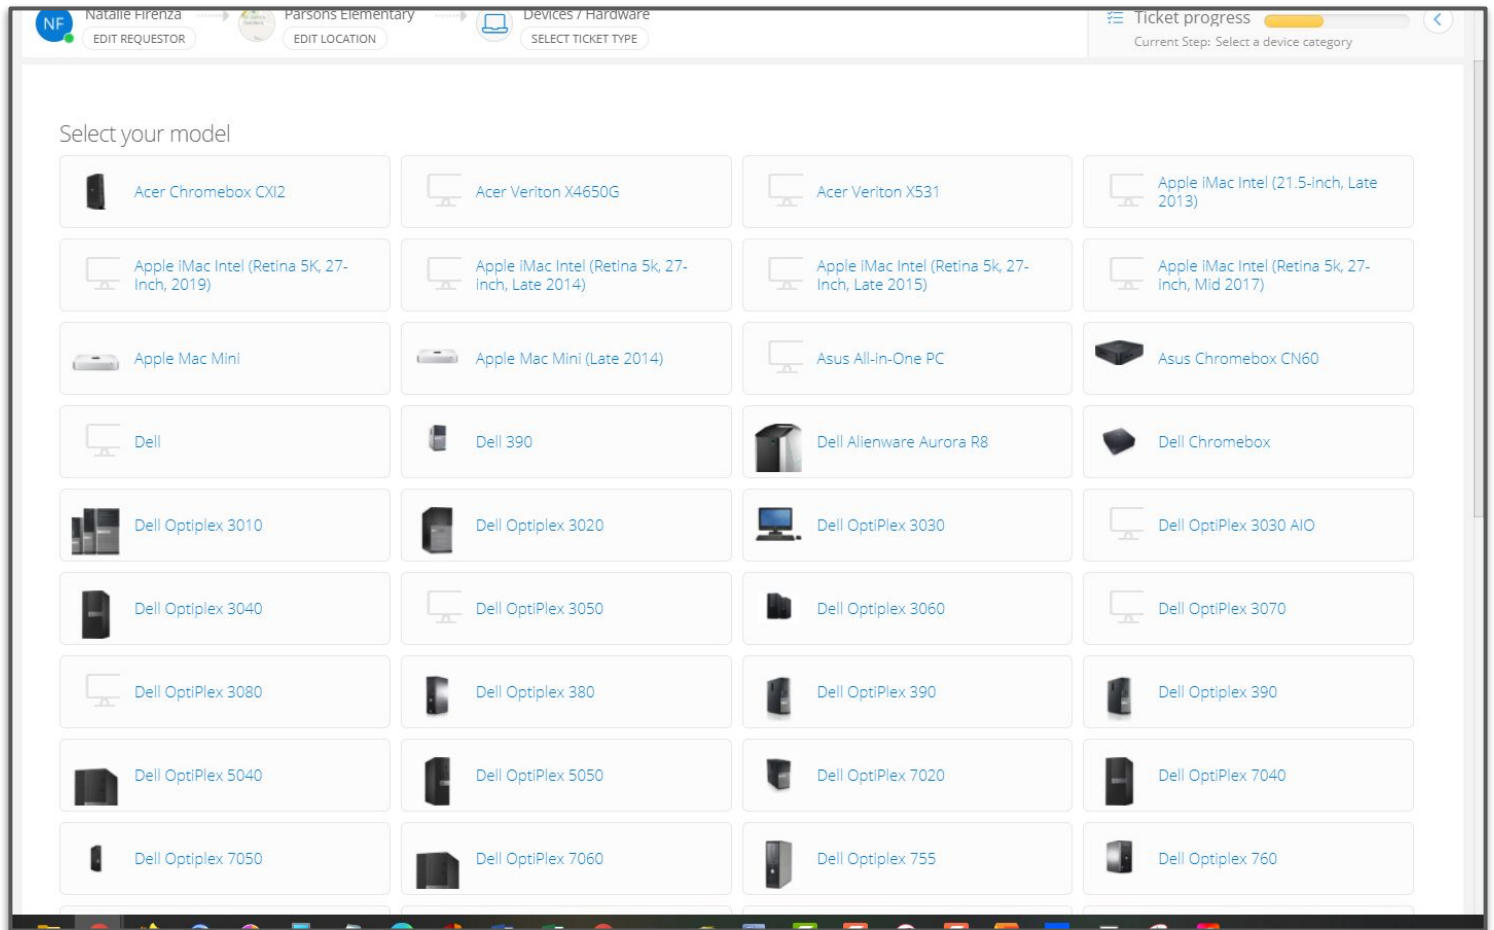 Natalie Firenza
Parsons Elementary
Devices / Hardware
Ticket progress
NF
EDIT REQUESTOR
EDIT LOCATION
SELECT TICKET TYPE
Current Step: Select a device category
Select your model
Acer Chromebox CXI2
Acer Veriton X4650G
Acer Veriton X531
Apple iMac Intel (21.5-inch, Late
2013)
Apple iMac Intel (Retina 5K, 27-
Inch, 2019)
Apple iMac Intel (Retina 5k, 27-
inch, Late 2014)
Apple iMac Intel (Retina 5k, 27-
Inch, Late 2015)
Apple iMac Intel (Retina 5k, 27-
inch, Mid 2017)
Apple Mac Mini
Apple Mac Mini (Late 2014)
Asus All-in-One PC
Asus Chromebox CN60
Dell
Dell 390
Dell Alienware Aurora R8
Dell Chromebox
Dell Optiplex 3010
Dell Optiplex 3020
Dell OptiPlex 3030
Dell OptiPlex 3030 AIO
Dell Optiplex 3040
Dell OptiPlex 3050
Dell Optiplex 3060
Dell OptiPlex 3070
Dell OptiPlex 3080
Dell Optiplex 380
Dell OptiPlex 390
Dell Optiplex 390
Dell OptiPlex 5040
Dell OptiPlex 5050
Dell OptiPlex 7020
Dell OptiPlex 7040
Dell Optiplex 7050
Dell OptiPlex 7060
Dell Optiplex 755
Dell Optiplex 760